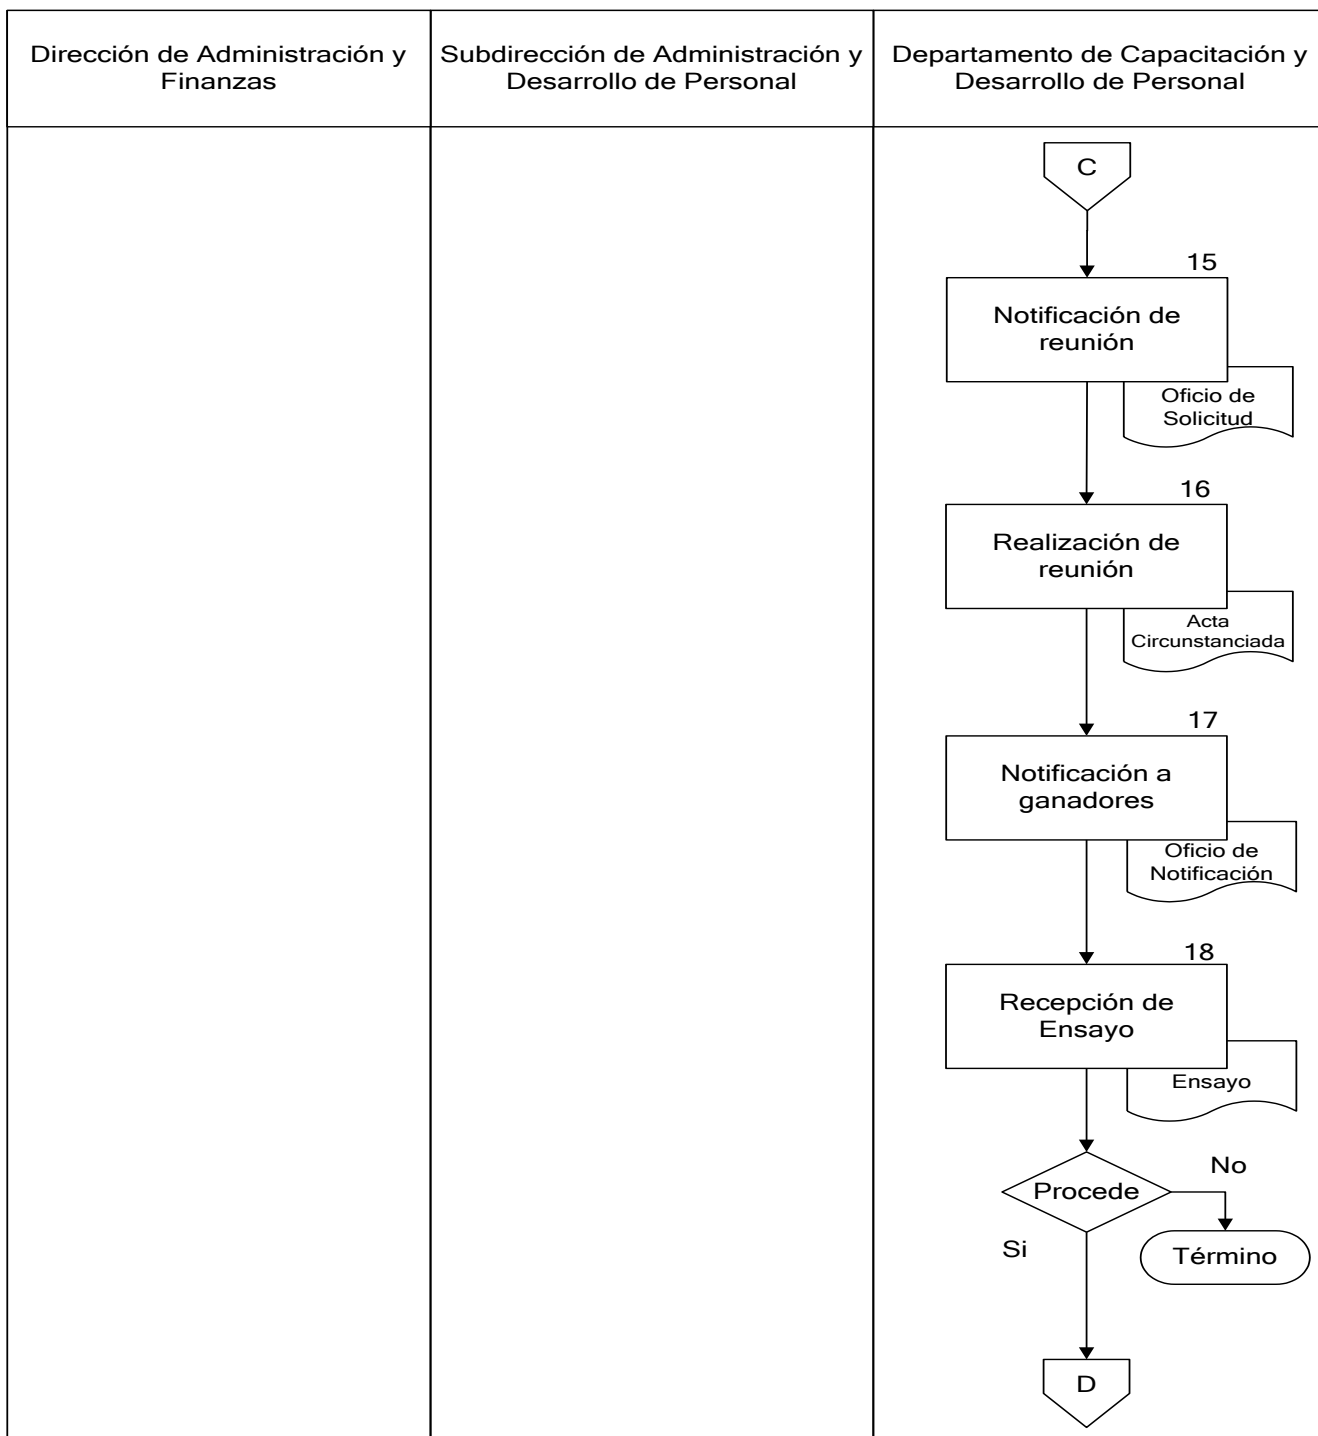 Dirección de Administración y
Finanzas
Subdirección de Administración y
Desarrollo de Personal
Departamento de Capacitación y
Desarrollo de Personal
C
15
Notificación de
reunión
Oficio de
Solicitud
16
Realización de
reunión
Acta
Circunstanciada
17
Notificación a
ganadores
Oficio de
Notificación
18
Recepción de
Ensayo
Ensayo
Procede
No
Si
Término
D